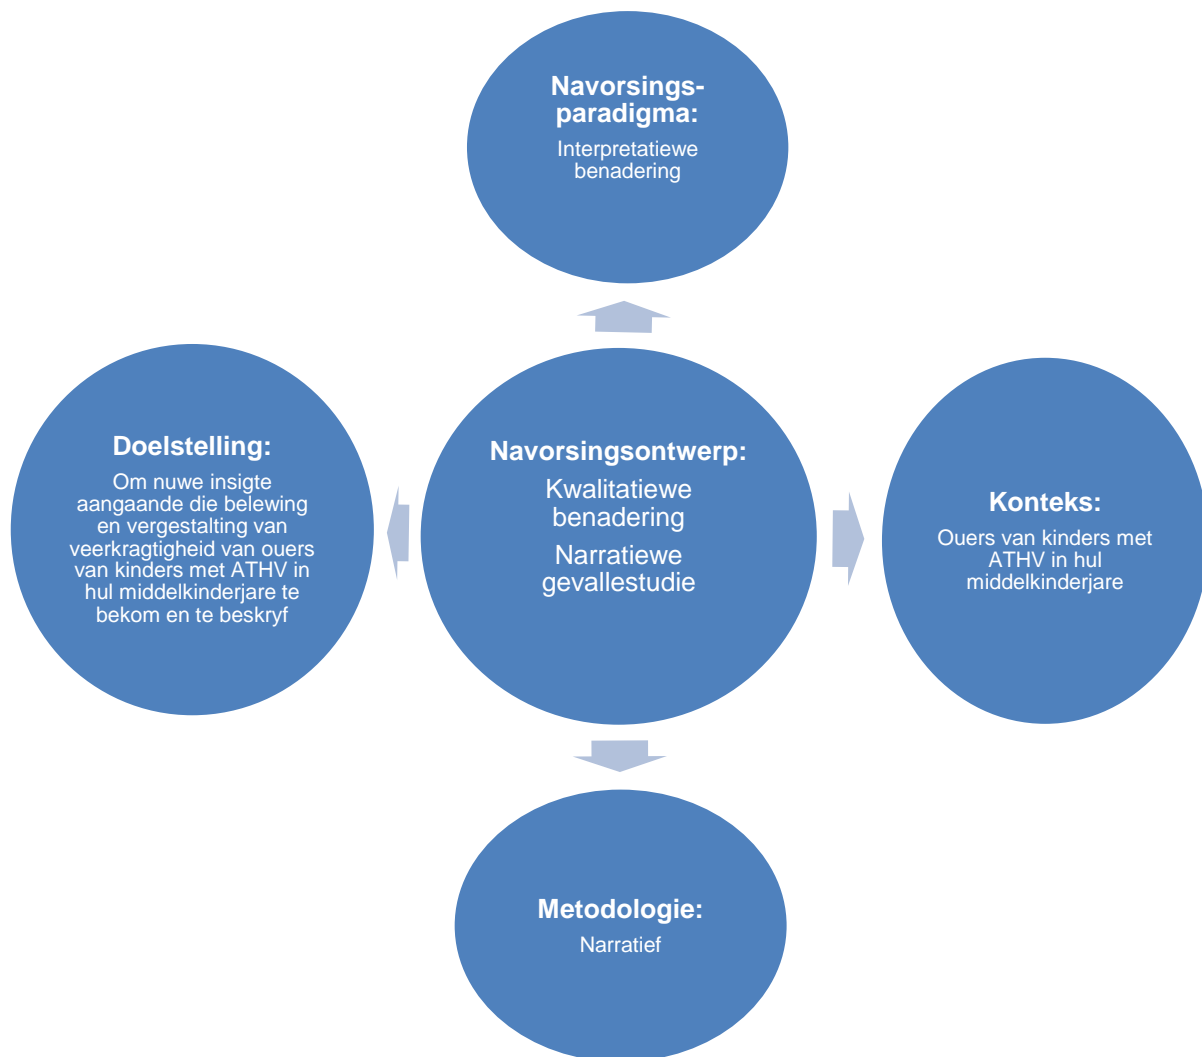 Navorsings-
paradigma:
Interpretatiewe
benadering
Doelstelling:
Om nuwe insigte
aangaande die belewing
en vergestalting van
veerkragtigheid van ouers
van kinders met ATHV in
hul middelkinderjare te
bekom en te beskryf
Navorsingsontwerp:
Kwalitatiewe
benadering
Narratiewe
gevallestudie
Konteks:
Ouers van kinders met
ATHV in hul
middelkinderjare
Metodologie:
Narratief